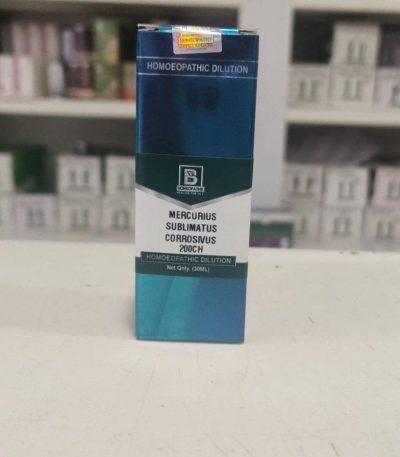 HOMOEOPATHIC DILUTION
B
MERCURIUS
SUBLIMATUS
CORROSIVUS
200CH
HOMOEOPATHIC DILUTION
Net Qnty. (30ML)